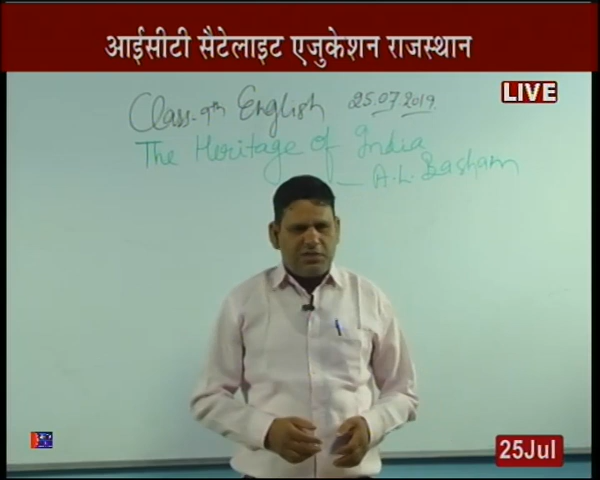 आईसीटी सैटेलाइट एजुकेशन राजस्थान
LIVE
Class-9th English 25.07.2019
The Heritage of India
— A.L. Basham
25Jul